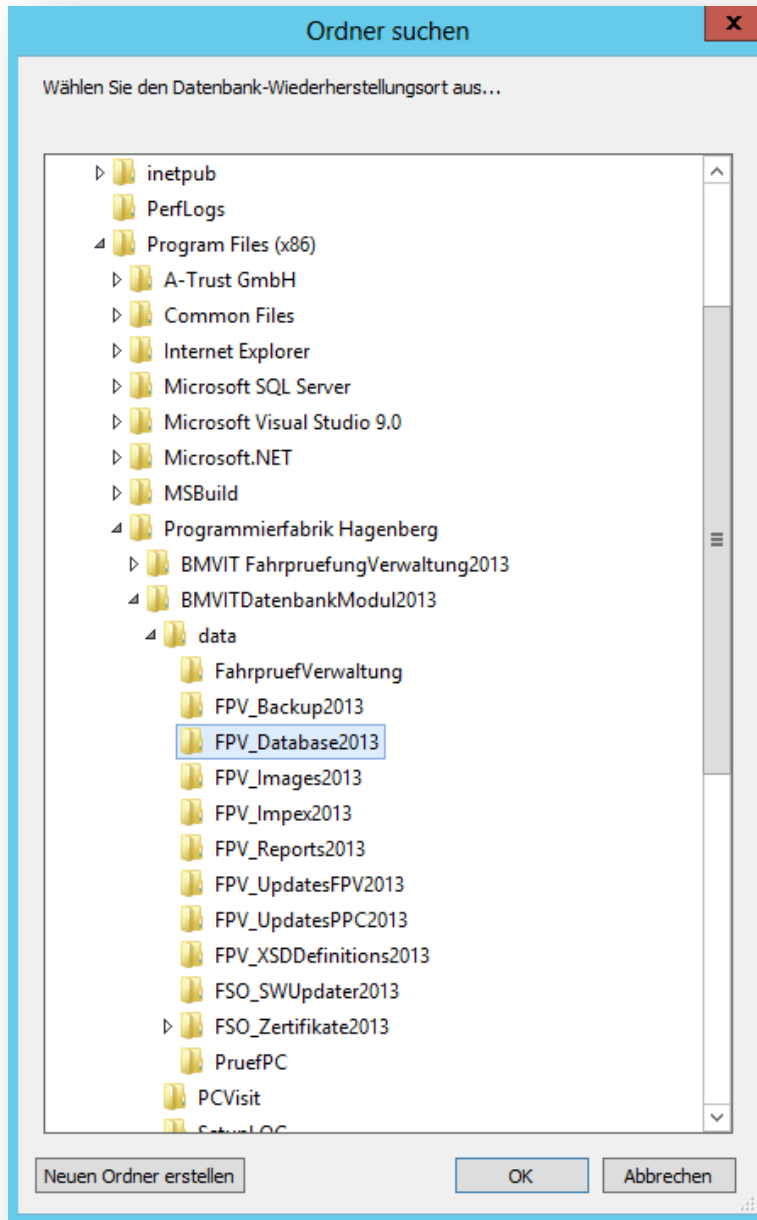 Ordner suchen
x
Wählen Sie den Datenbank-Wiederherstellungsort aus...
inetpub
PerfLogs
Program Files (x86)
A-Trust GmbH
Common Files
Internet Explorer
Microsoft SQL Server
Microsoft Visual Studio 9.0
Microsoft.NET
MSBuild
Programmierfabrik Hagenberg
BMVIT FahrpruefungVerwaltung2013
BMVITDatenbankModul2013
data
FahrpruefVerwaltung
FPV_Backup2013
FPV_Database2013
FPV_Images2013
FPV_Impex2013
FPV_Reports2013
FPV_UpdatesFPV2013
FPV_UpdatesPPC2013
FPV_XSDDefinitions2013
FSO_SWUpdater2013
FSO_Zertifikate2013
PruefPC
PCVisit
Neuen Ordner erstellen OK Abbrechen